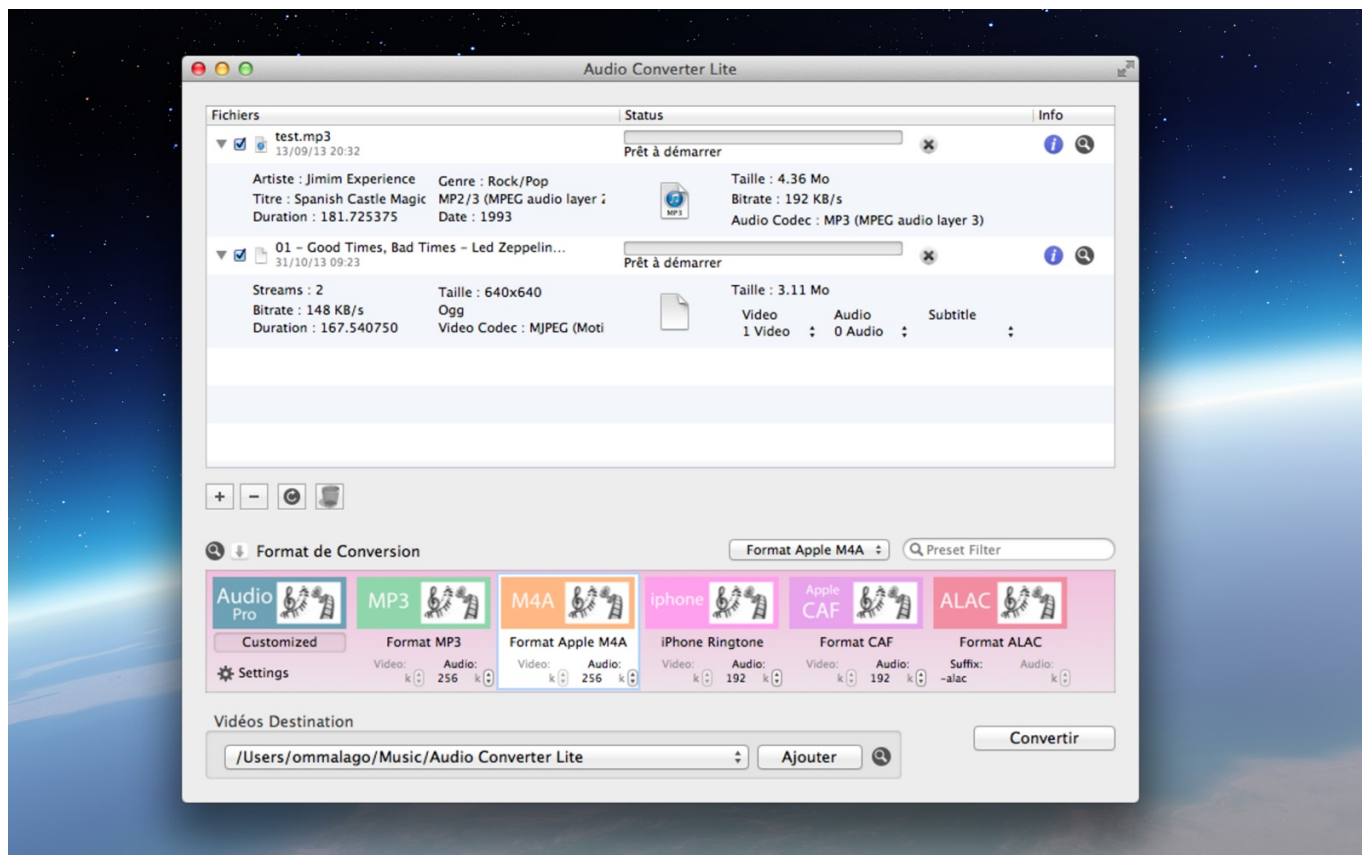 Audio Converter Lite
Fichiers Status Info
test.mp3
13/09/13 20:32
Prêt à démarrer
Artiste : Jimim Experience Genre : Rock/Pop Taille : 4.36 Mo
Titre : Spanish Castle Magic MP2/3 (MPEG audio layer 2 MP3 Bitrate : 192 KB/s
Duration : 181.725375 Date : 1993 Audio Codec : MP3 (MPEG audio layer 3)
01 – Good Times, Bad Times – Led Zeppelin...
31/10/13 09:23
Prêt à démarrer
Streams : 2 Taille : 640x640 Taille : 3.11 Mo
Bitrate : 148 KB/s Ogg Video Audio Subtitle
Duration : 167.540750 Video Codec : MJPEG (Moti 1 Video 0 Audio
Format de Conversion Format Apple M4A Preset Filter
Audio Pro MP3 M4A iphone Apple CAF ALAC
Customized Format MP3 Format Apple M4A iPhone Ringtone Format CAF Format ALAC
Settings Video: k Audio: 256 k Video: k Audio: 256 k Video: k Audio: 192 k Video: k Audio: 192 k Suffix: -alac Audio: k
Vidéos Destination
/Users/ommalago/Music/Audio Converter Lite Ajouter Convertir